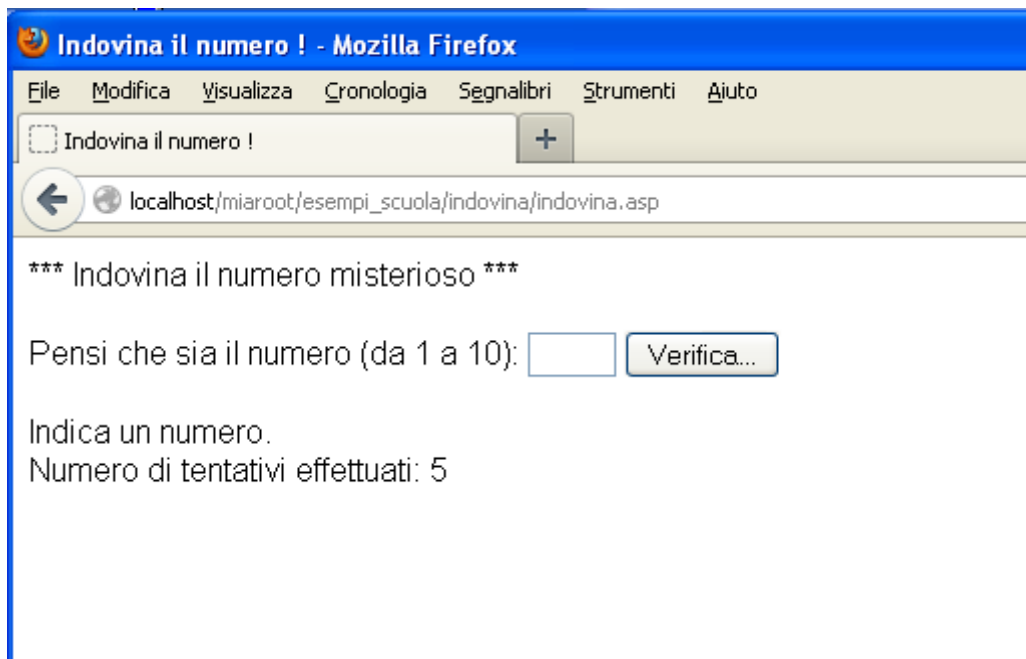 Indovina il numero ! - Mozilla Firefox
File Modifica Visualizza Cronologia Segnalibri Strumenti Aiuto
Indovina il numero !
localhost/miaroot/esempi_scuola/indovina/indovina.asp
*** Indovina il numero misterioso ***
Pensi che sia il numero (da 1 a 10): Verifica...
Indica un numero.
Numero di tentativi effettuati: 5